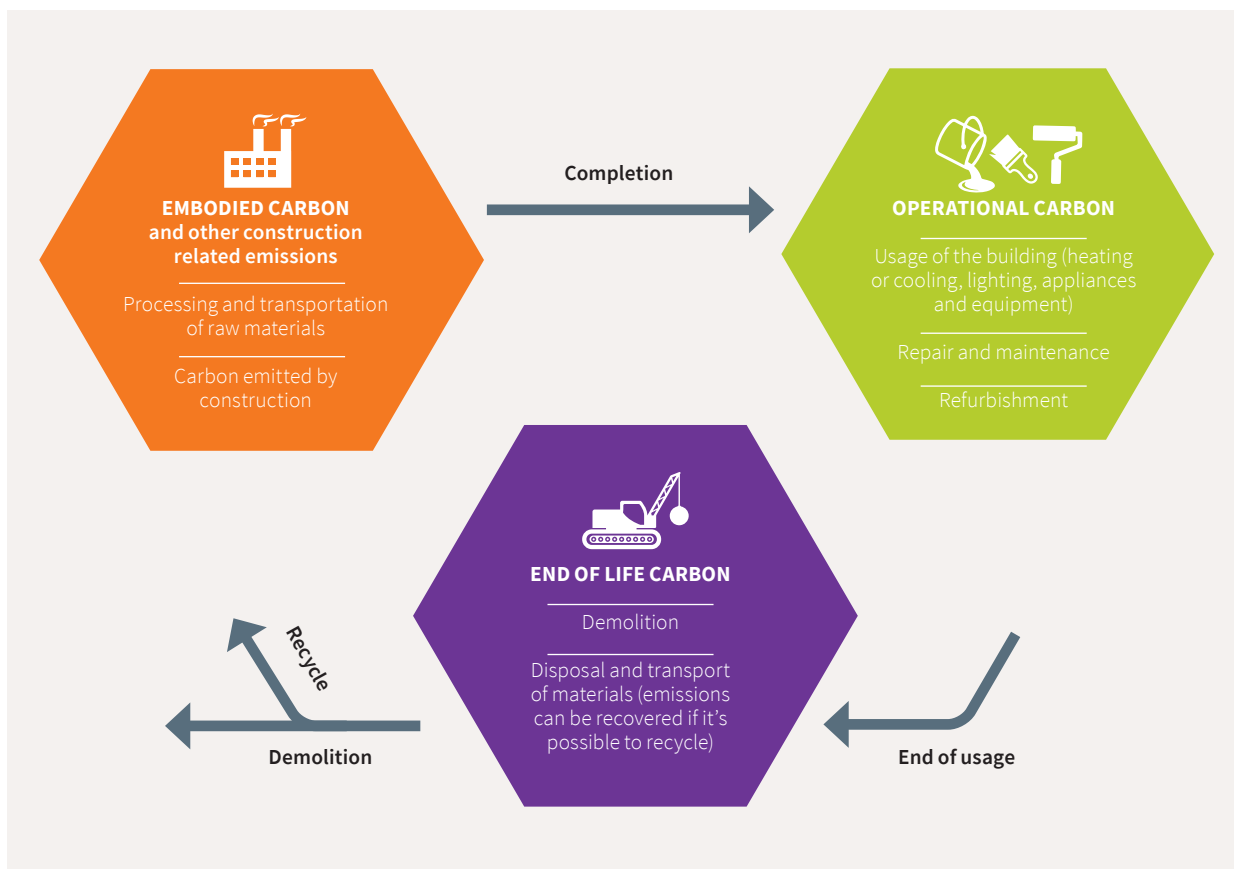 EMBODIED CARBON
and other construction
related emissions
Processing and transportation
of raw materials
Carbon emitted by
construction
Completion
OPERATIONAL CARBON
Usage of the building (heating
or cooling, lighting, appliances
and equipment)
Repair and maintenance
Refurbishment
End of usage
END OF LIFE CARBON
Demolition
Disposal and transport
of materials (emissions
can be recovered if it’s
possible to recycle)
Recycle
Demolition